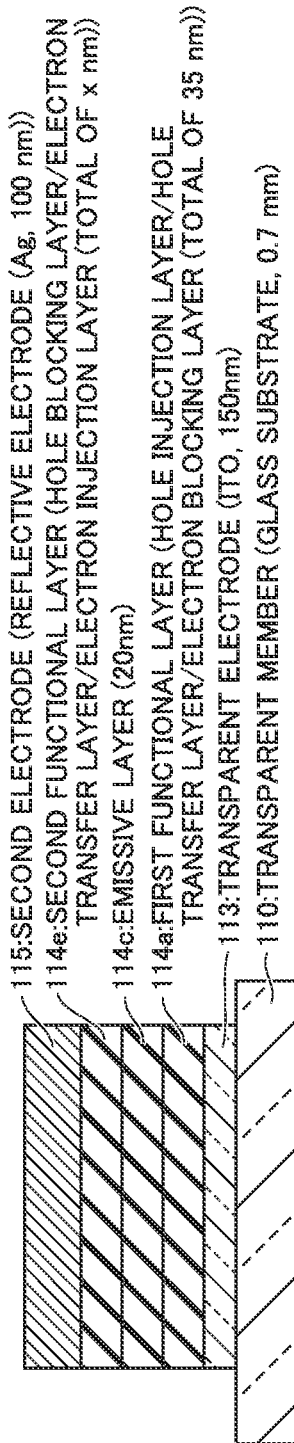 115:SECOND ELECTRODE (REFLECTIVE ELECTRODE (Ag, 100 nm))
114e:SECOND FUNCTIONAL LAYER (HOLE BLOCKING LAYER/ELECTRON
TRANSFER LAYER/ELECTRON INJECTION LAYER (TOTAL OF x nm))
114c:EMISSIVE LAYER (20nm)
114a:FIRST FUNCTIONAL LAYER (HOLE INJECTION LAYER/HOLE
TRANSFER LAYER/ELECTRON BLOCKING LAYER (TOTAL OF 35 nm))
113:TRANSPARENT ELECTRODE (ITO, 150nm)
110:TRANSPARENT MEMBER (GLASS SUBSTRATE, 0.7 mm)